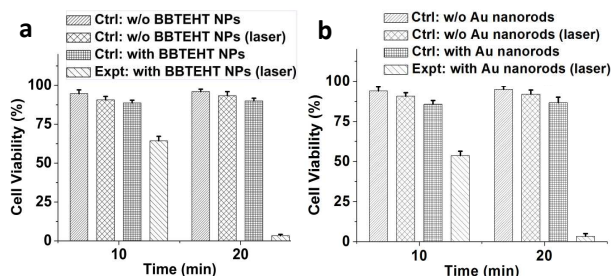 a
Ctrl: w/o BBTEHT NPs
Ctrl: w/o BBTEHT NPs (laser)
Ctrl: with BBTEHT NPs
Expt: with BBTEHT NPs (laser)
100
75
50
25
0
Cell Viability (%)
10
20
Time (min)
b
Ctrl: w/o Au nanorods
Ctrl: w/o Au nanorods (laser)
Ctrl: with Au nanorods
Expt: with Au nanorods (laser)
100
75
50
25
0
Cell Viability (%)
10
20
Time (min)